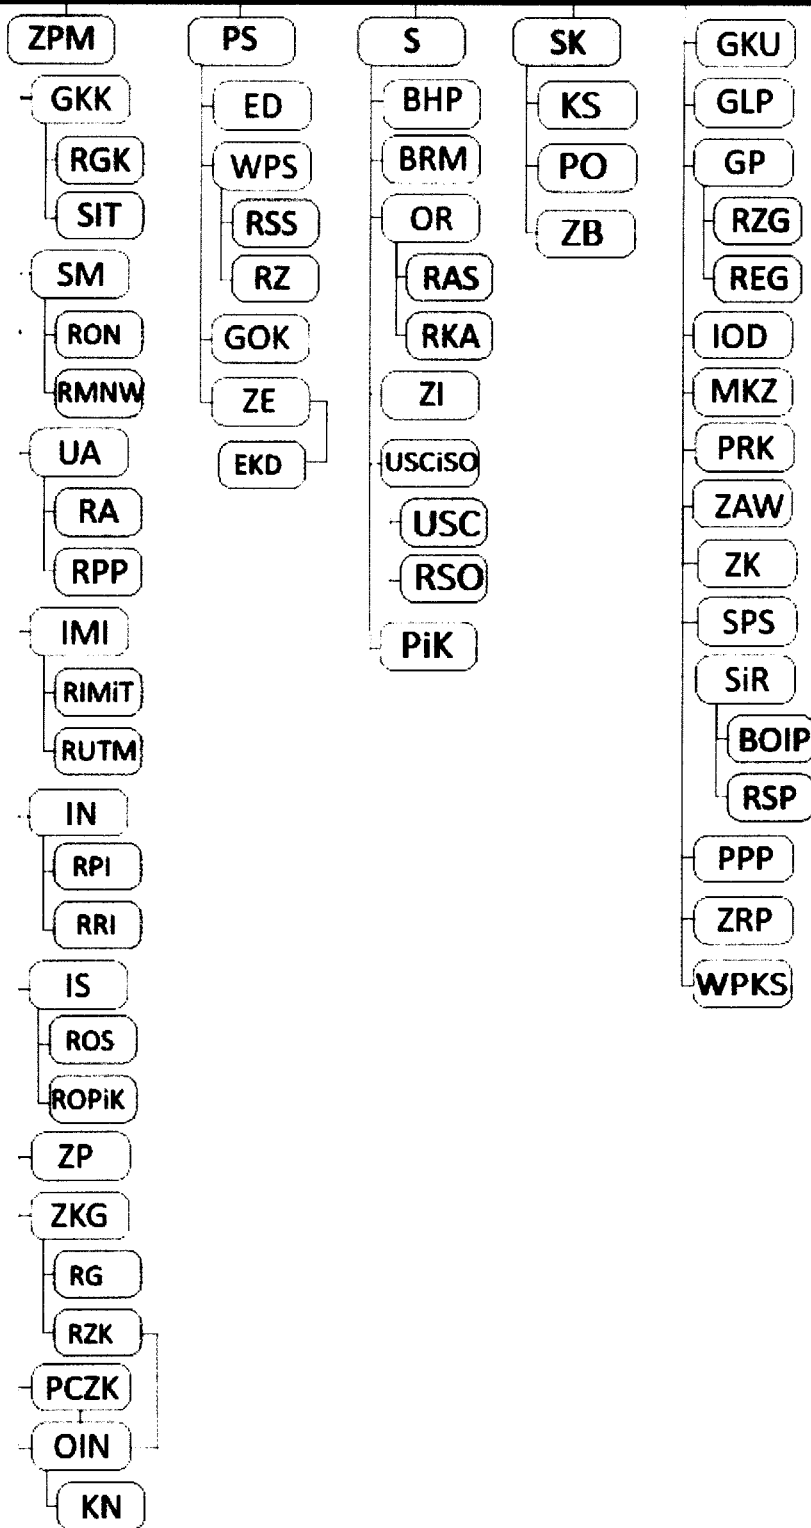 ZPM
GKK
RGK
SIT
SM
RON
RMNW
UA
RA
RPP
IMI
RIMiT
RUTM
IN
RPI
RRI
IS
ROS
ROPiK
ZP
ZKG
RG
RZK
PCZK
OIN
KN
PS
ED
WPS
RSS
RZ
GOK
ZE
EKD
S
BHP
BRM
OR
RAS
RKA
ZI
USCiSO
USC
RSO
PiK
SK
KS
PO
ZB
GKU
GLP
GP
RZG
REG
IOD
MKZ
PRK
ZAW
ZK
SPS
SiR
BOIP
RSP
PPP
ZRP
WPKS